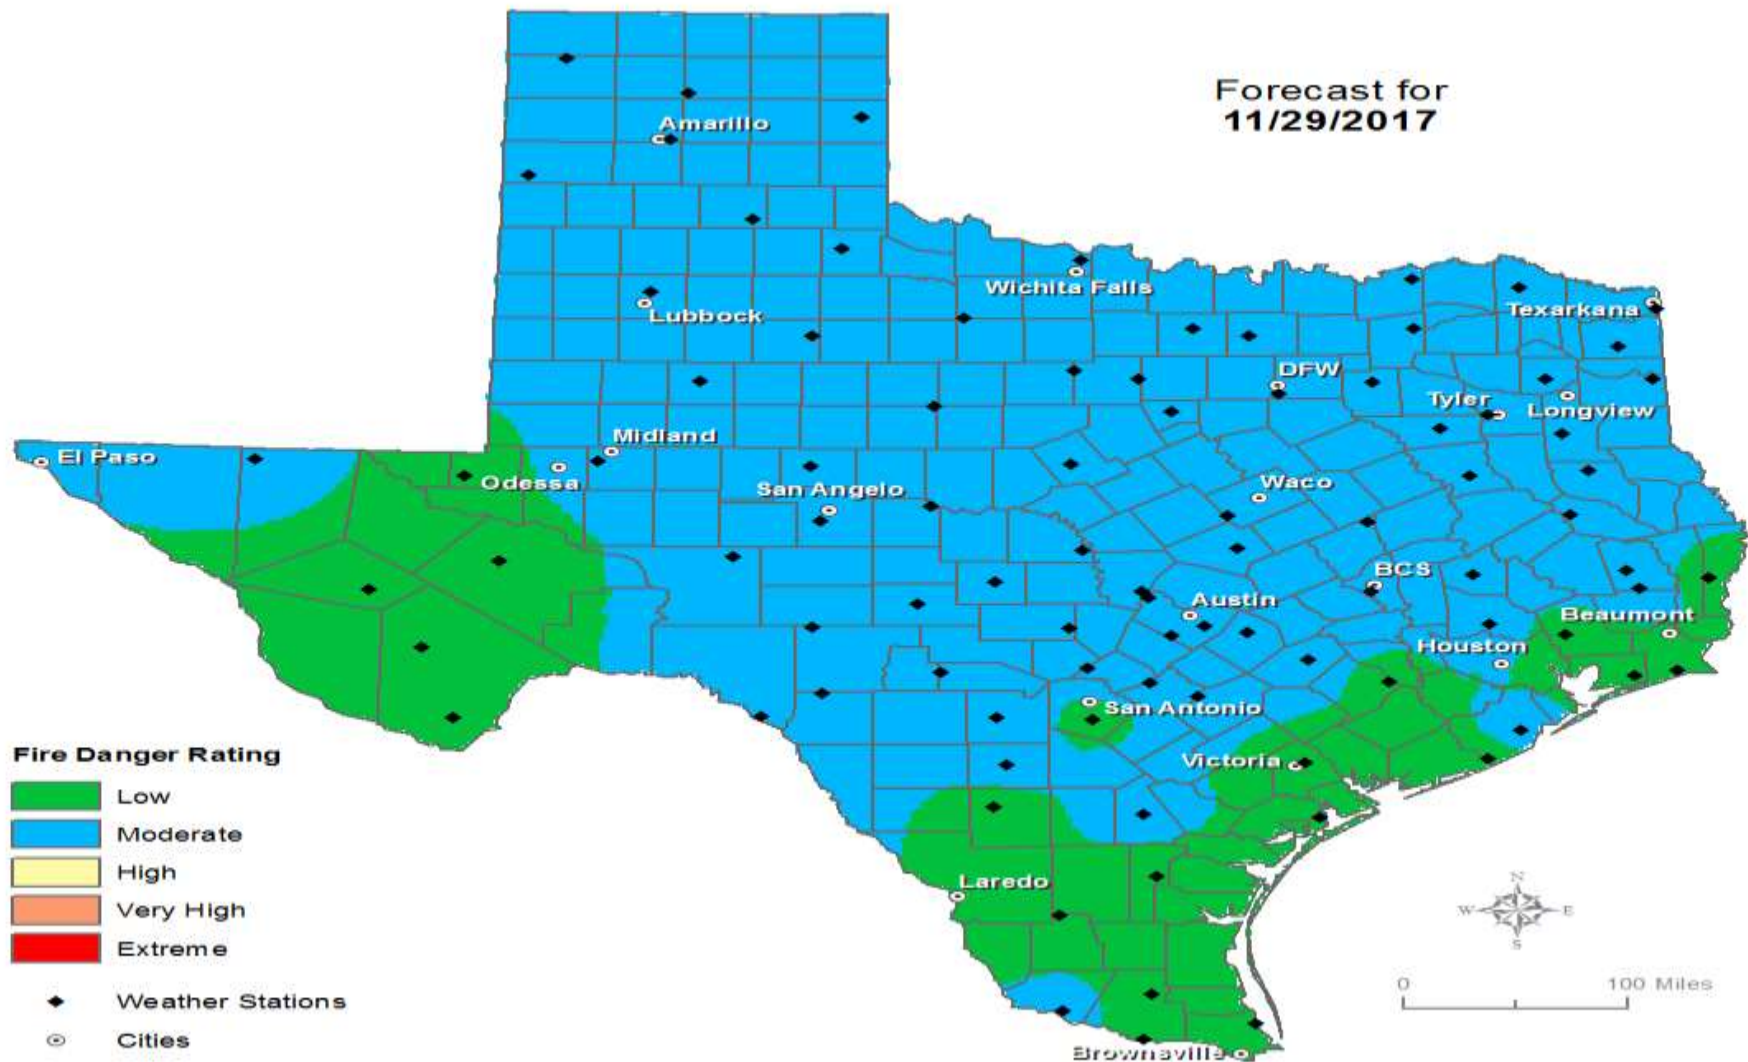 Forecast for
11/29/2017
Amarillo
Wichita Falls
Texarkana
Lubbock
DFW
Tyler
Longview
Midland
El Paso
Odessa
San Angelo
Waco
BCS
Austin
Beaumont
Houston
San Antonio
Victoria
Laredo
Brownsville
Fire Danger Rating
Low
Moderate
High
Very High
Extreme
Weather Stations
Cities
N
W E
S
0 100 Miles